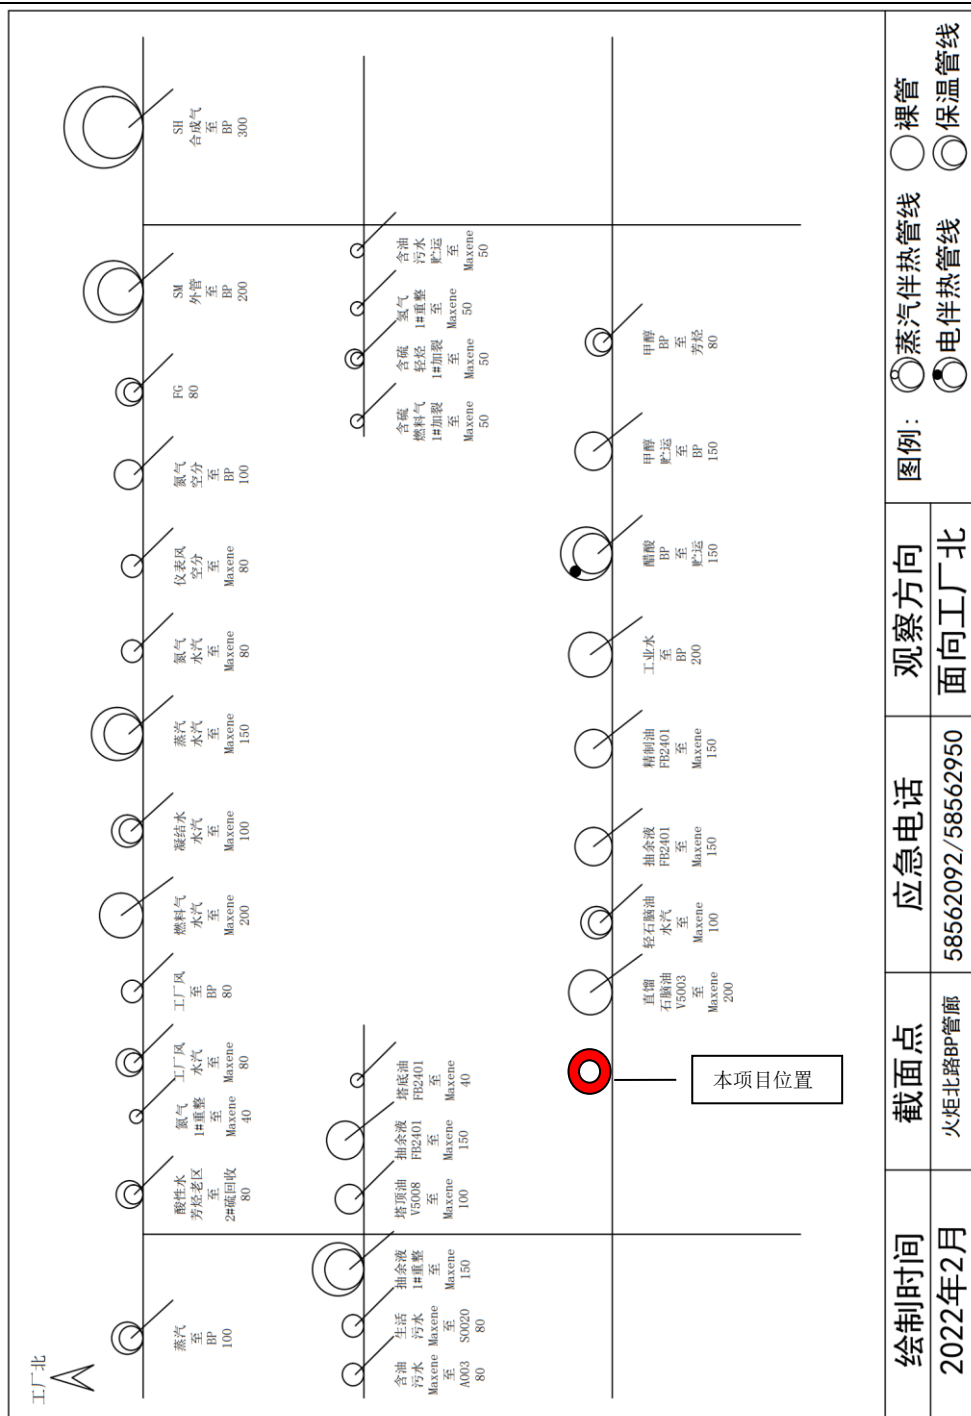 工厂北
蒸汽
至
BP
100
酸性水
芳烃老区
至
2#硫回收
80
氮气
1#重整
至
Maxene
40
工厂风
水汽
至
Maxene
80
工厂风
至
BP
80
燃料气
水汽
至
Maxene
200
凝结水
水汽
至
Maxene
100
蒸汽
水汽
至
Maxene
150
氮气
水汽
至
Maxene
80
仪表风
空分
至
Maxene
80
氮气
空分
至
BP
100
FG
80
SM
外管
至
BP
200
SH
合成气
至
BP
300
含油
污水
Maxene
至
A003
80
生活
污水
Maxene
至
S0020
80
抽余液
1#重整
至
Maxene
150
塔顶油
V5008
至
Maxene
100
抽余液
FB2401
至
Maxene
150
塔底油
FB2401
至
Maxene
40
含硫
燃料气
1#加裂
至
Maxene
50
含硫
轻烃
1#加裂
至
Maxene
50
氢气
1#重整
至
Maxene
50
含油
污水
贮运
至
Maxene
50
本项目位置
直馏
石脑油
V5003
至
Maxene
200
轻石脑油
水汽
至
Maxene
100
抽余液
FB2401
至
Maxene
150
精制油
FB2401
至
Maxene
150
工业水
至
BP
200
醋酸
BP
至
贮运
150
甲醇
贮运
至
BP
150
甲醇
BP
至
芳烃
80
绘制时间
2022年2月
截面点
火炬北路BP管廊
应急电话
58562092/58562950
观察方向
面向工厂北
图例：
蒸汽伴热管线
裸管
电伴热管线
保温管线